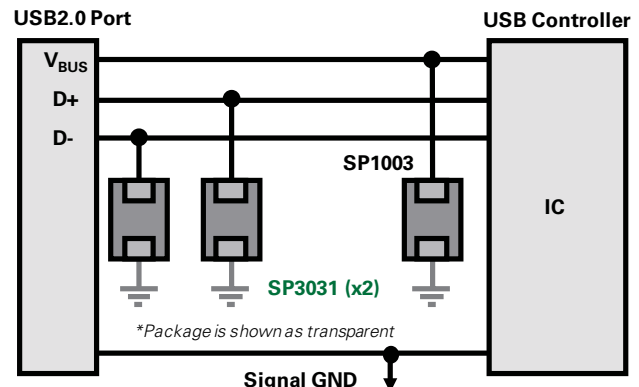 USB2.0 Port
USB Controller
VBUS
D+
D-
SP1003
IC
SP3031 (x2)
*Package is shown as transparent
Signal GND